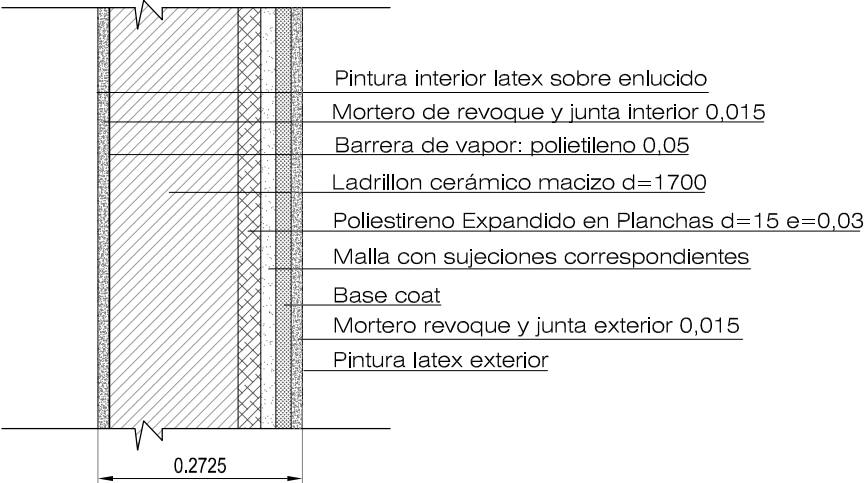 Pintura interior latex sobre enlucido
Mortero de revoque y junta interior 0,015
Barrera de vapor: polietileno 0,05
Ladrillon cerámico macizo d=1700
Poliestireno Expandido en Planchas d=15 e=0,03
Malla con sujeciones correspondientes
Base coat
Mortero revoque y junta exterior 0,015
Pintura latex exterior
0.2725